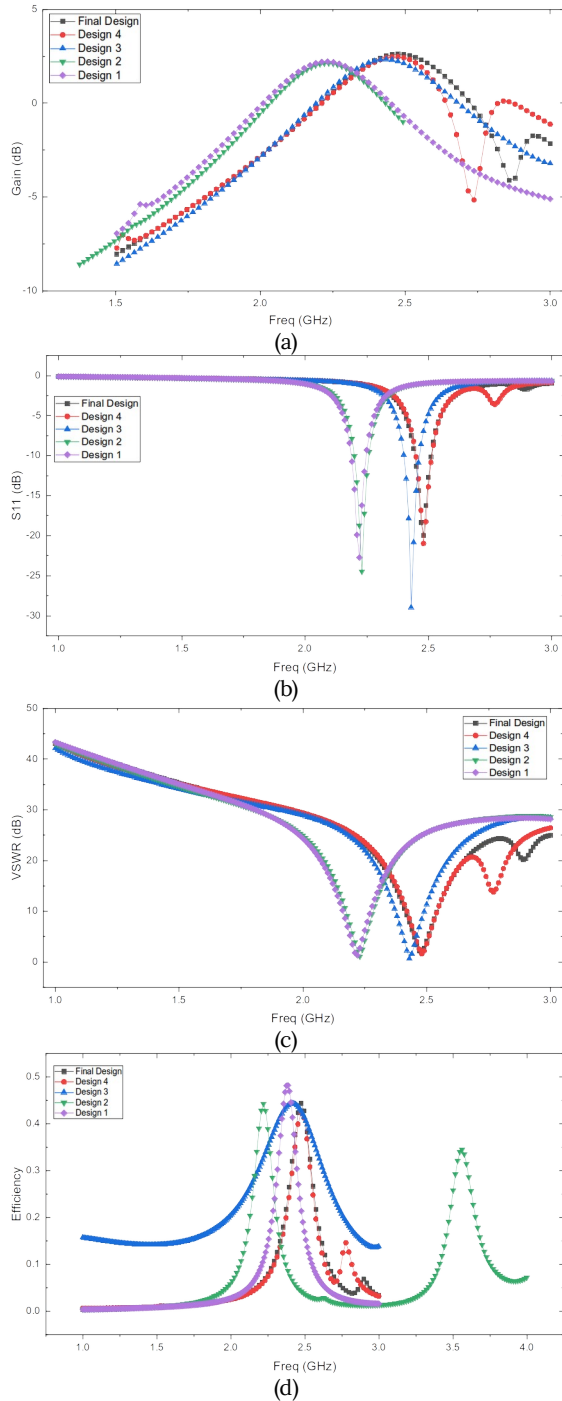 Final Design
Design 4
Design 3
Design 2
Design 1
5
0
-5
-10
Gain (dB)
1.5
2.0
2.5
3.0
Freq (GHz)
(a)
0
-5
-10
-15
-20
-25
-30
S11 (dB)
Final Design
Design 4
Design 3
Design 2
Design 1
1.0
1.5
2.0
2.5
3.0
Freq (GHz)
(b)
50
40
30
20
10
0
VSWR (dB)
Final Design
Design 4
Design 3
Design 2
Design 1
1.0
1.5
2.0
2.5
3.0
Freq (GHz)
(c)
Final Design
Design 4
Design 3
Design 2
Design 1
0.5
0.4
0.3
0.2
0.1
0.0
Efficiency
1.0
1.5
2.0
2.5
3.0
3.5
4.0
Freq (GHz)
(d)